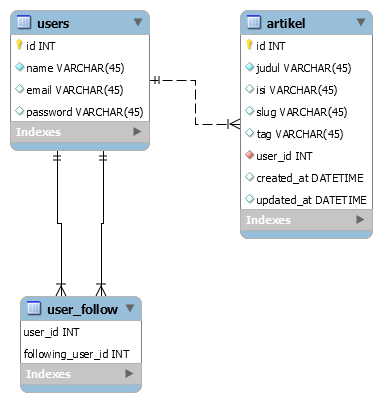 users
id INT
name VARCHAR(45)
email VARCHAR(45)
password VARCHAR(45)
Indexes
artikel
id INT
judul VARCHAR(45)
isi VARCHAR(45)
slug VARCHAR(45)
tag VARCHAR(45)
user_id INT
created_at DATETIME
updated_at DATETIME
Indexes
user_follow
user_id INT
following_user_id INT
Indexes